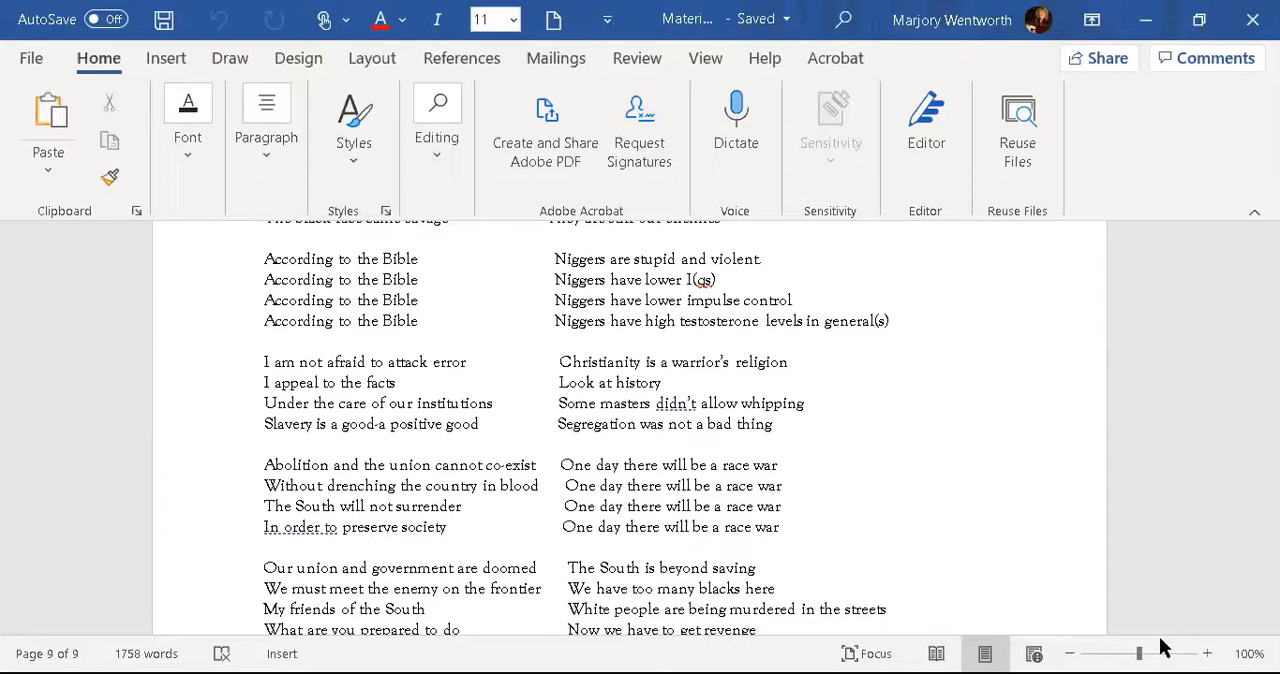 AutoSave Off 11 Materi... - Saved Marjory Wentworth
File Home Insert Draw Design Layout References Mailings Review View Help Acrobat Share Comments
Paste Font Paragraph Styles Editing Create and Share Adobe PDF Request Signatures Dictate Sensitivity Editor Reuse Files
Clipboard Styles Adobe Acrobat Voice Sensitivity Editor Reuse Files
According to the Bible Niggers are stupid and violent.
According to the Bible Niggers have lower I(qs)
According to the Bible Niggers have lower impulse control
According to the Bible Niggers have high testosterone levels in general(s)
I am not afraid to attack error Christianity is a warrior's religion
I appeal to the facts Look at history
Under the care of our institutions Some masters didn't allow whipping
Slavery is a good-a positive good Segregation was not a bad thing
Abolition and the union cannot co-exist One day there will be a race war
Without drenching the country in blood One day there will be a race war
The South will not surrender One day there will be a race war
In order to preserve society One day there will be a race war
Our union and government are doomed The South is beyond saving
We must meet the enemy on the frontier We have too many blacks here
My friends of the South White people are being murdered in the streets
What are you prepared to do Now we have to get revenge
Page 9 of 9 1758 words Insert Focus 100%